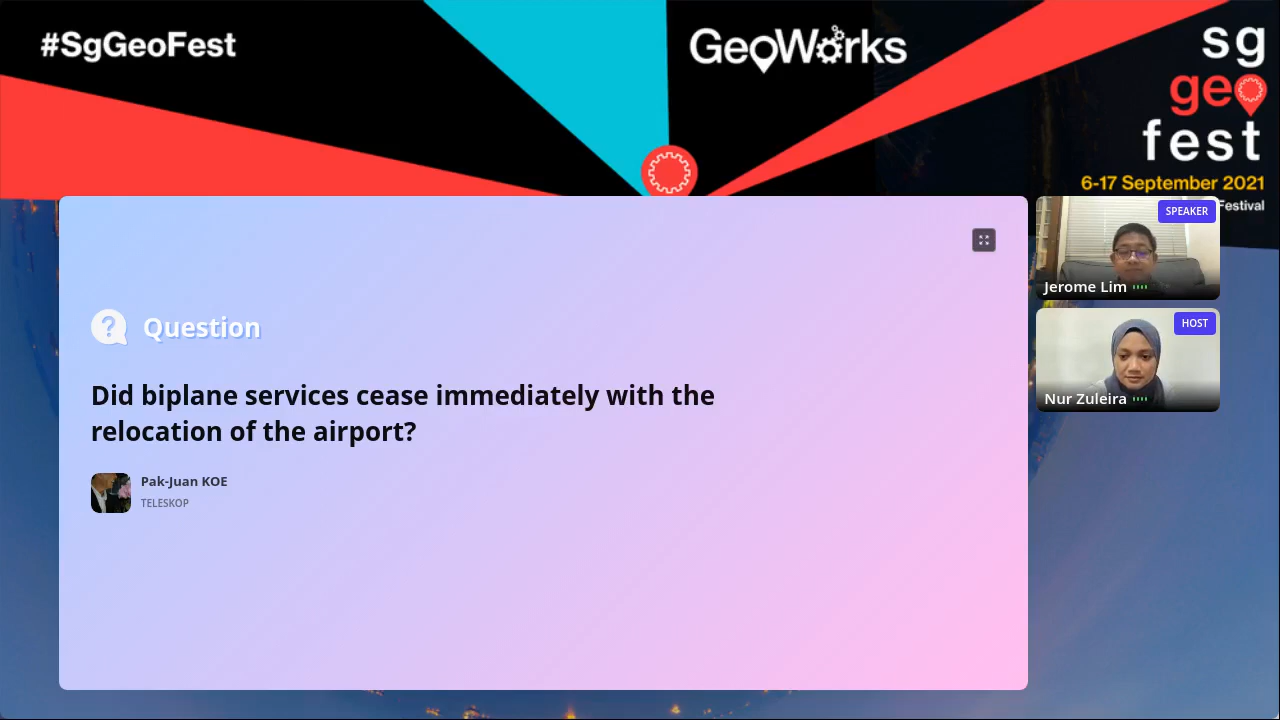 #SgGeoFest
GeoWorks
sg
geo
fest
6-17 September 2021
Festival
SPEAKER
Jerome Lim
HOST
Nur Zuleira
Question
Did biplane services cease immediately with the
relocation of the airport?
Pak-Juan KOE
TELESKOP